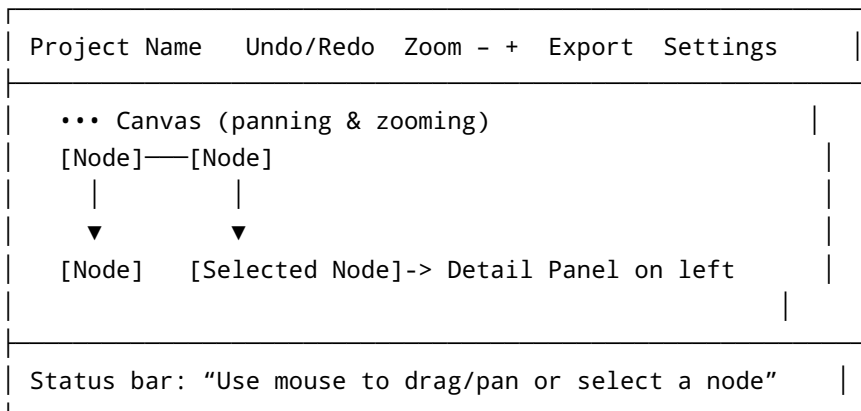 Project Name Undo/Redo Zoom – + Export Settings
••• Canvas (panning & zooming)
[Node]───[Node]
[Node] [Selected Node]-> Detail Panel on left
Status bar: “Use mouse to drag/pan or select a node”